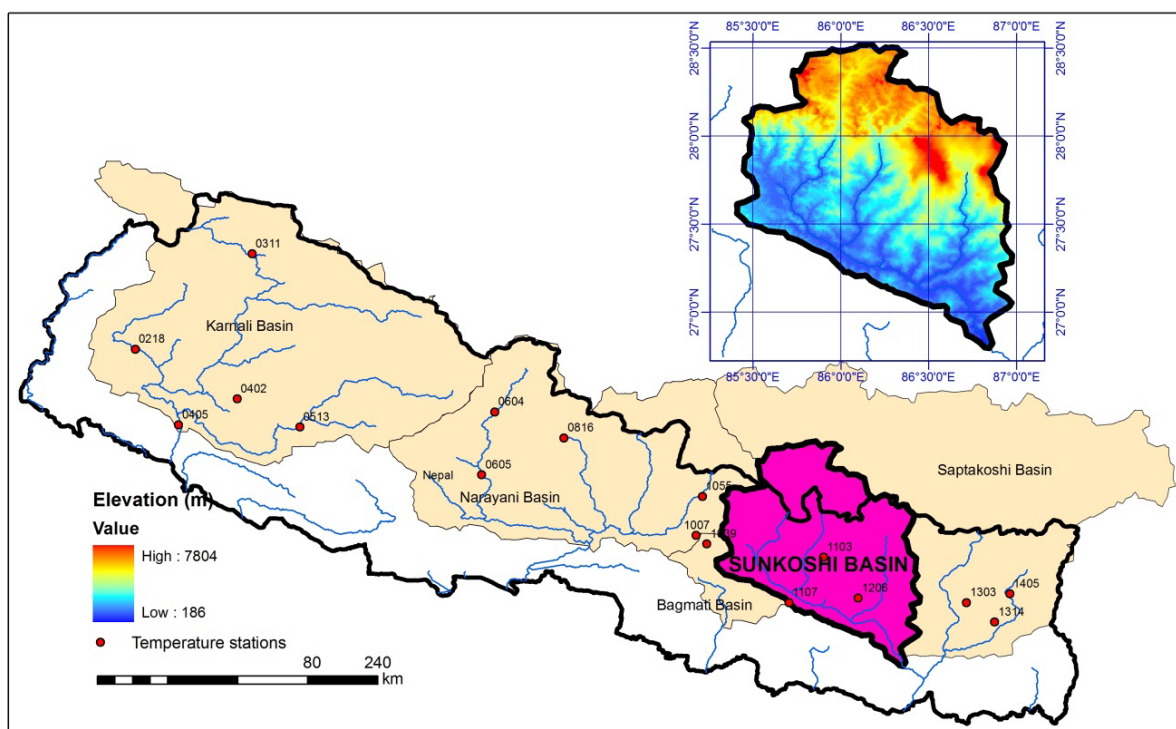 85°30'0"E 86°0'0"E 86°30'0"E 87°0'0"E
28°30'0"N 28°30'0"N
28°0'0"N 28°0'0"N
27°30'0"N 27°30'0"N
27°0'0"N 27°0'0"N
85°30'0"E 86°0'0"E 86°30'0"E 87°0'0"E
0311
Karnali Basin
0218
0402
0405
0513
0604
0816
0605
Nepal
Narayani Basin
Saptakoshi Basin
1055
1007
1103
SUNKOSHI BASIN
1206
1107
Bagmati Basin
1303
1405
1314
Elevation (m)
Value
High : 7804
Low : 186
Temperature stations
80 240
km